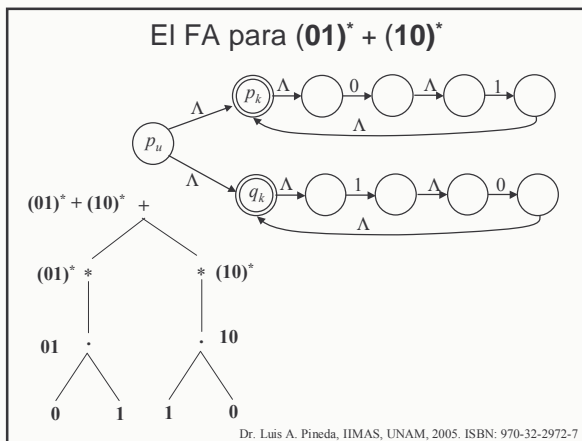 El FA para (01)* + (10)*
Λ p_k Λ 0 Λ 1
Λ
p_u
Λ q_k Λ 1 Λ 0
Λ
(01)* + (10)* +
(01)* * * (10)*
01 · · 10
0 1 1 0
Dr. Luis A. Pineda, IIMAS, UNAM, 2005. ISBN: 970-32-2972-7